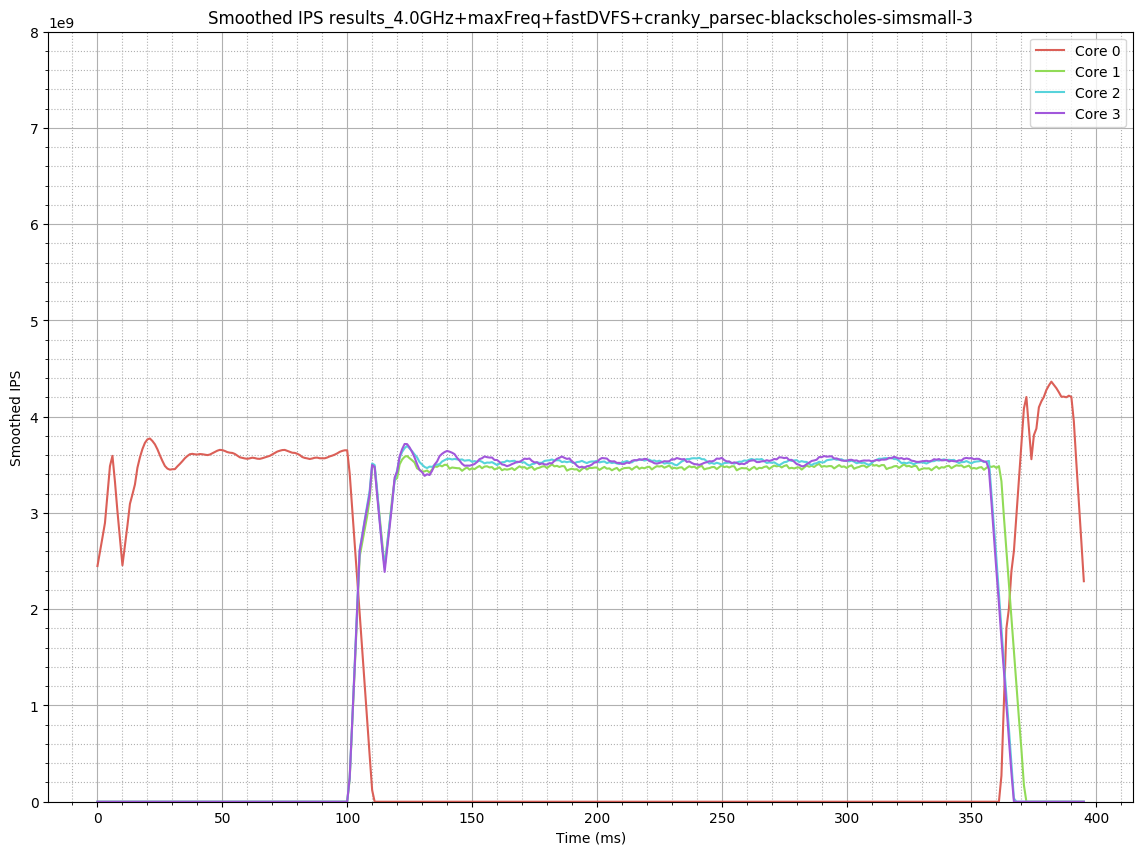 Smoothed IPS results_4.0GHz+maxFreq+fastDVFS+cranky_parsec-blackscholes-simsmall-3
1e9
8
7
6
5
4
3
2
1
0
Smoothed IPS
Core 0
Core 1
Core 2
Core 3
0 50 100 150 200 250 300 350 400
Time (ms)